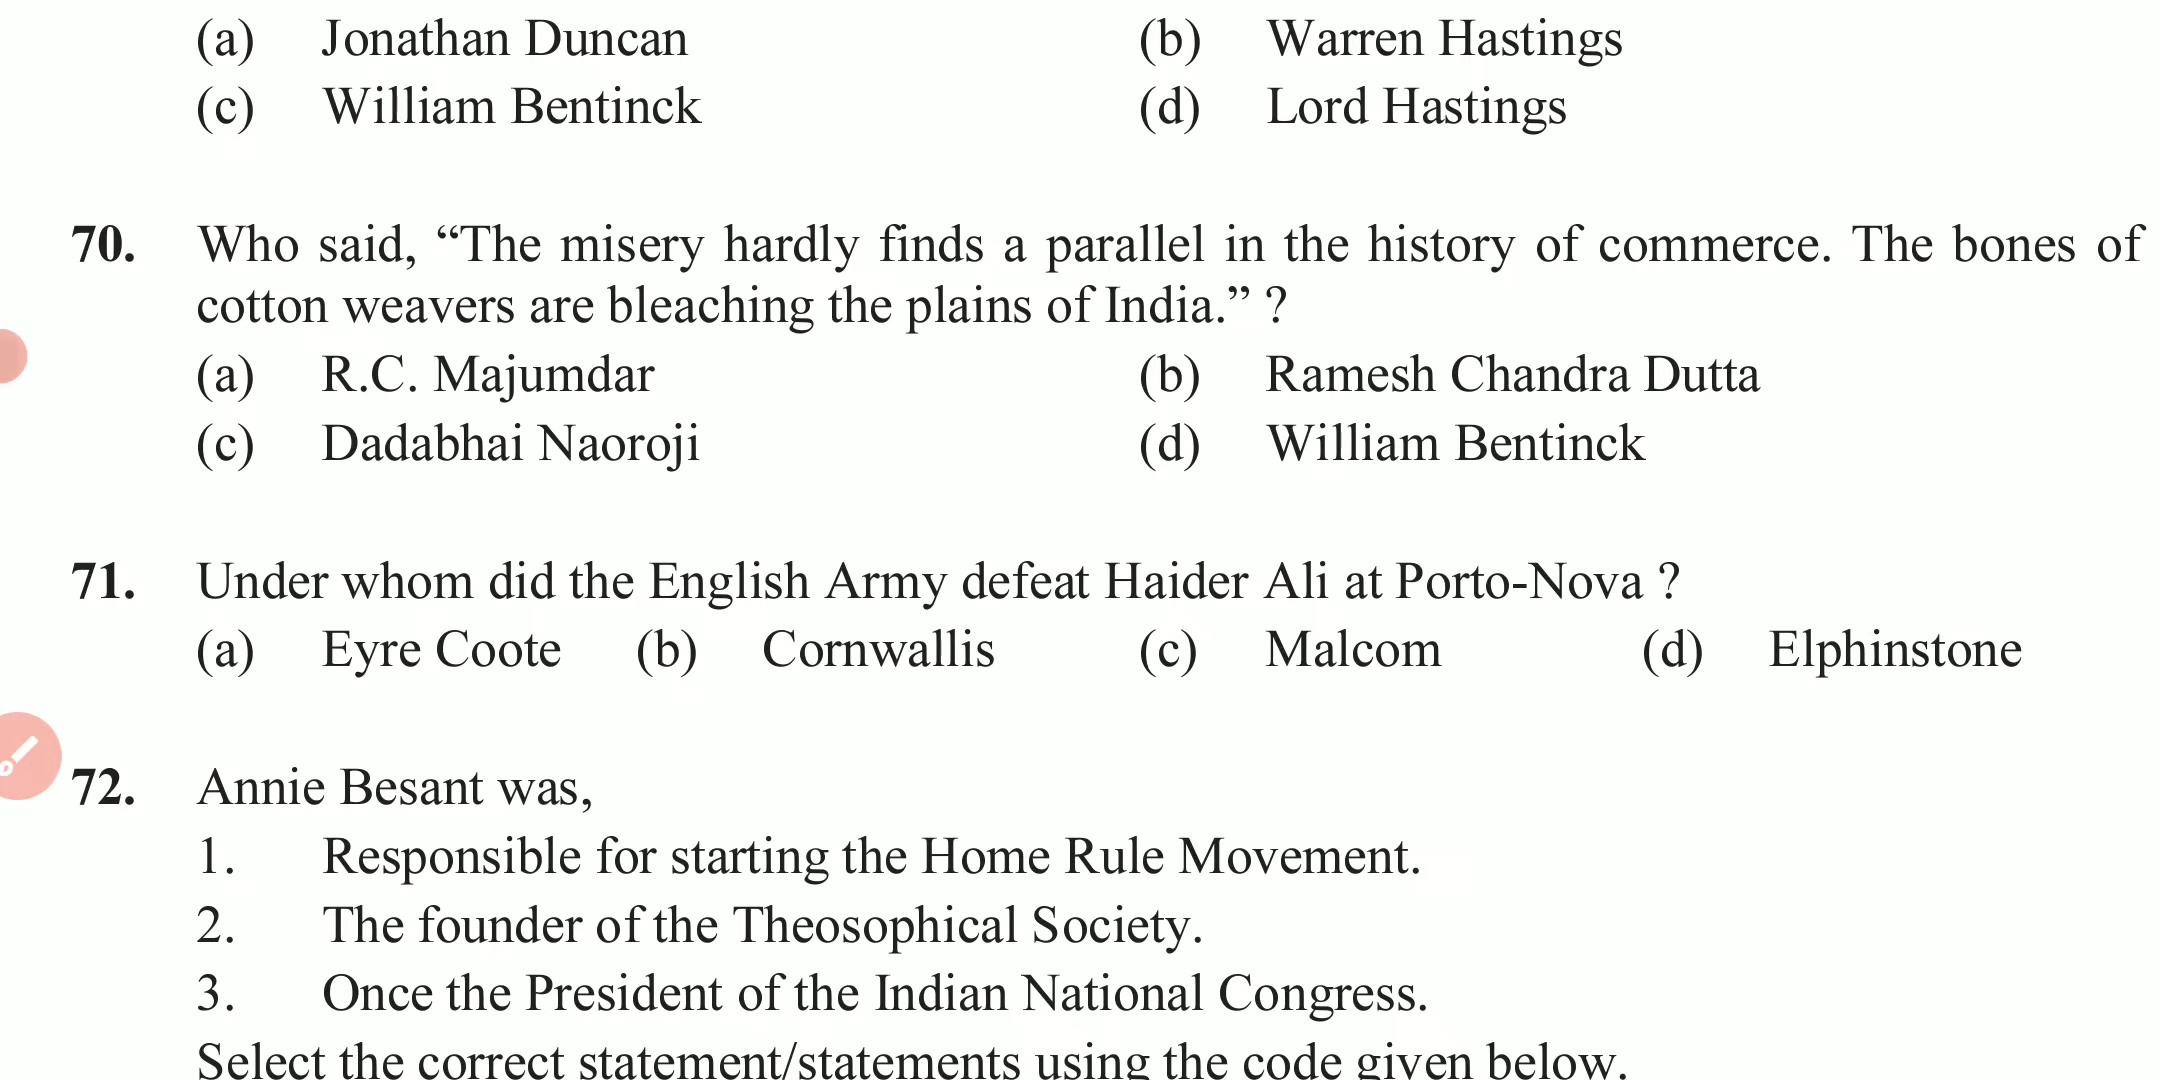 (a) Jonathan Duncan (b) Warren Hastings
(c) William Bentinck (d) Lord Hastings
70. Who said, “The misery hardly finds a parallel in the history of commerce. The bones of
cotton weavers are bleaching the plains of India.” ?
(a) R.C. Majumdar (b) Ramesh Chandra Dutta
(c) Dadabhai Naoroji (d) William Bentinck
71. Under whom did the English Army defeat Haider Ali at Porto-Nova ?
(a) Eyre Coote (b) Cornwallis (c) Malcom (d) Elphinstone
72. Annie Besant was,
1. Responsible for starting the Home Rule Movement.
2. The founder of the Theosophical Society.
3. Once the President of the Indian National Congress.
Select the correct statement/statements using the code given below.